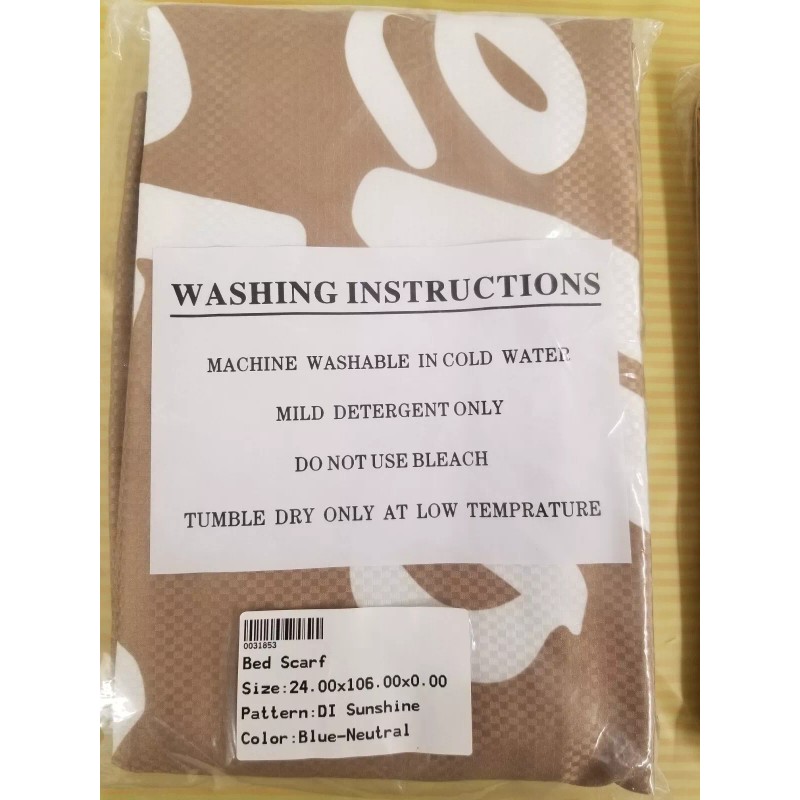 WASHING INSTRUCTIONS
MACHINE WASHABLE IN COLD WATER
MILD DETERGENT ONLY
DO NOT USE BLEACH
TUMBLE DRY ONLY AT LOW TEMPRATURE
0031853
Bed Scarf
Size:24.00x106.00x0.00
Pattern:DI Sunshine
Color:Blue-Neutral